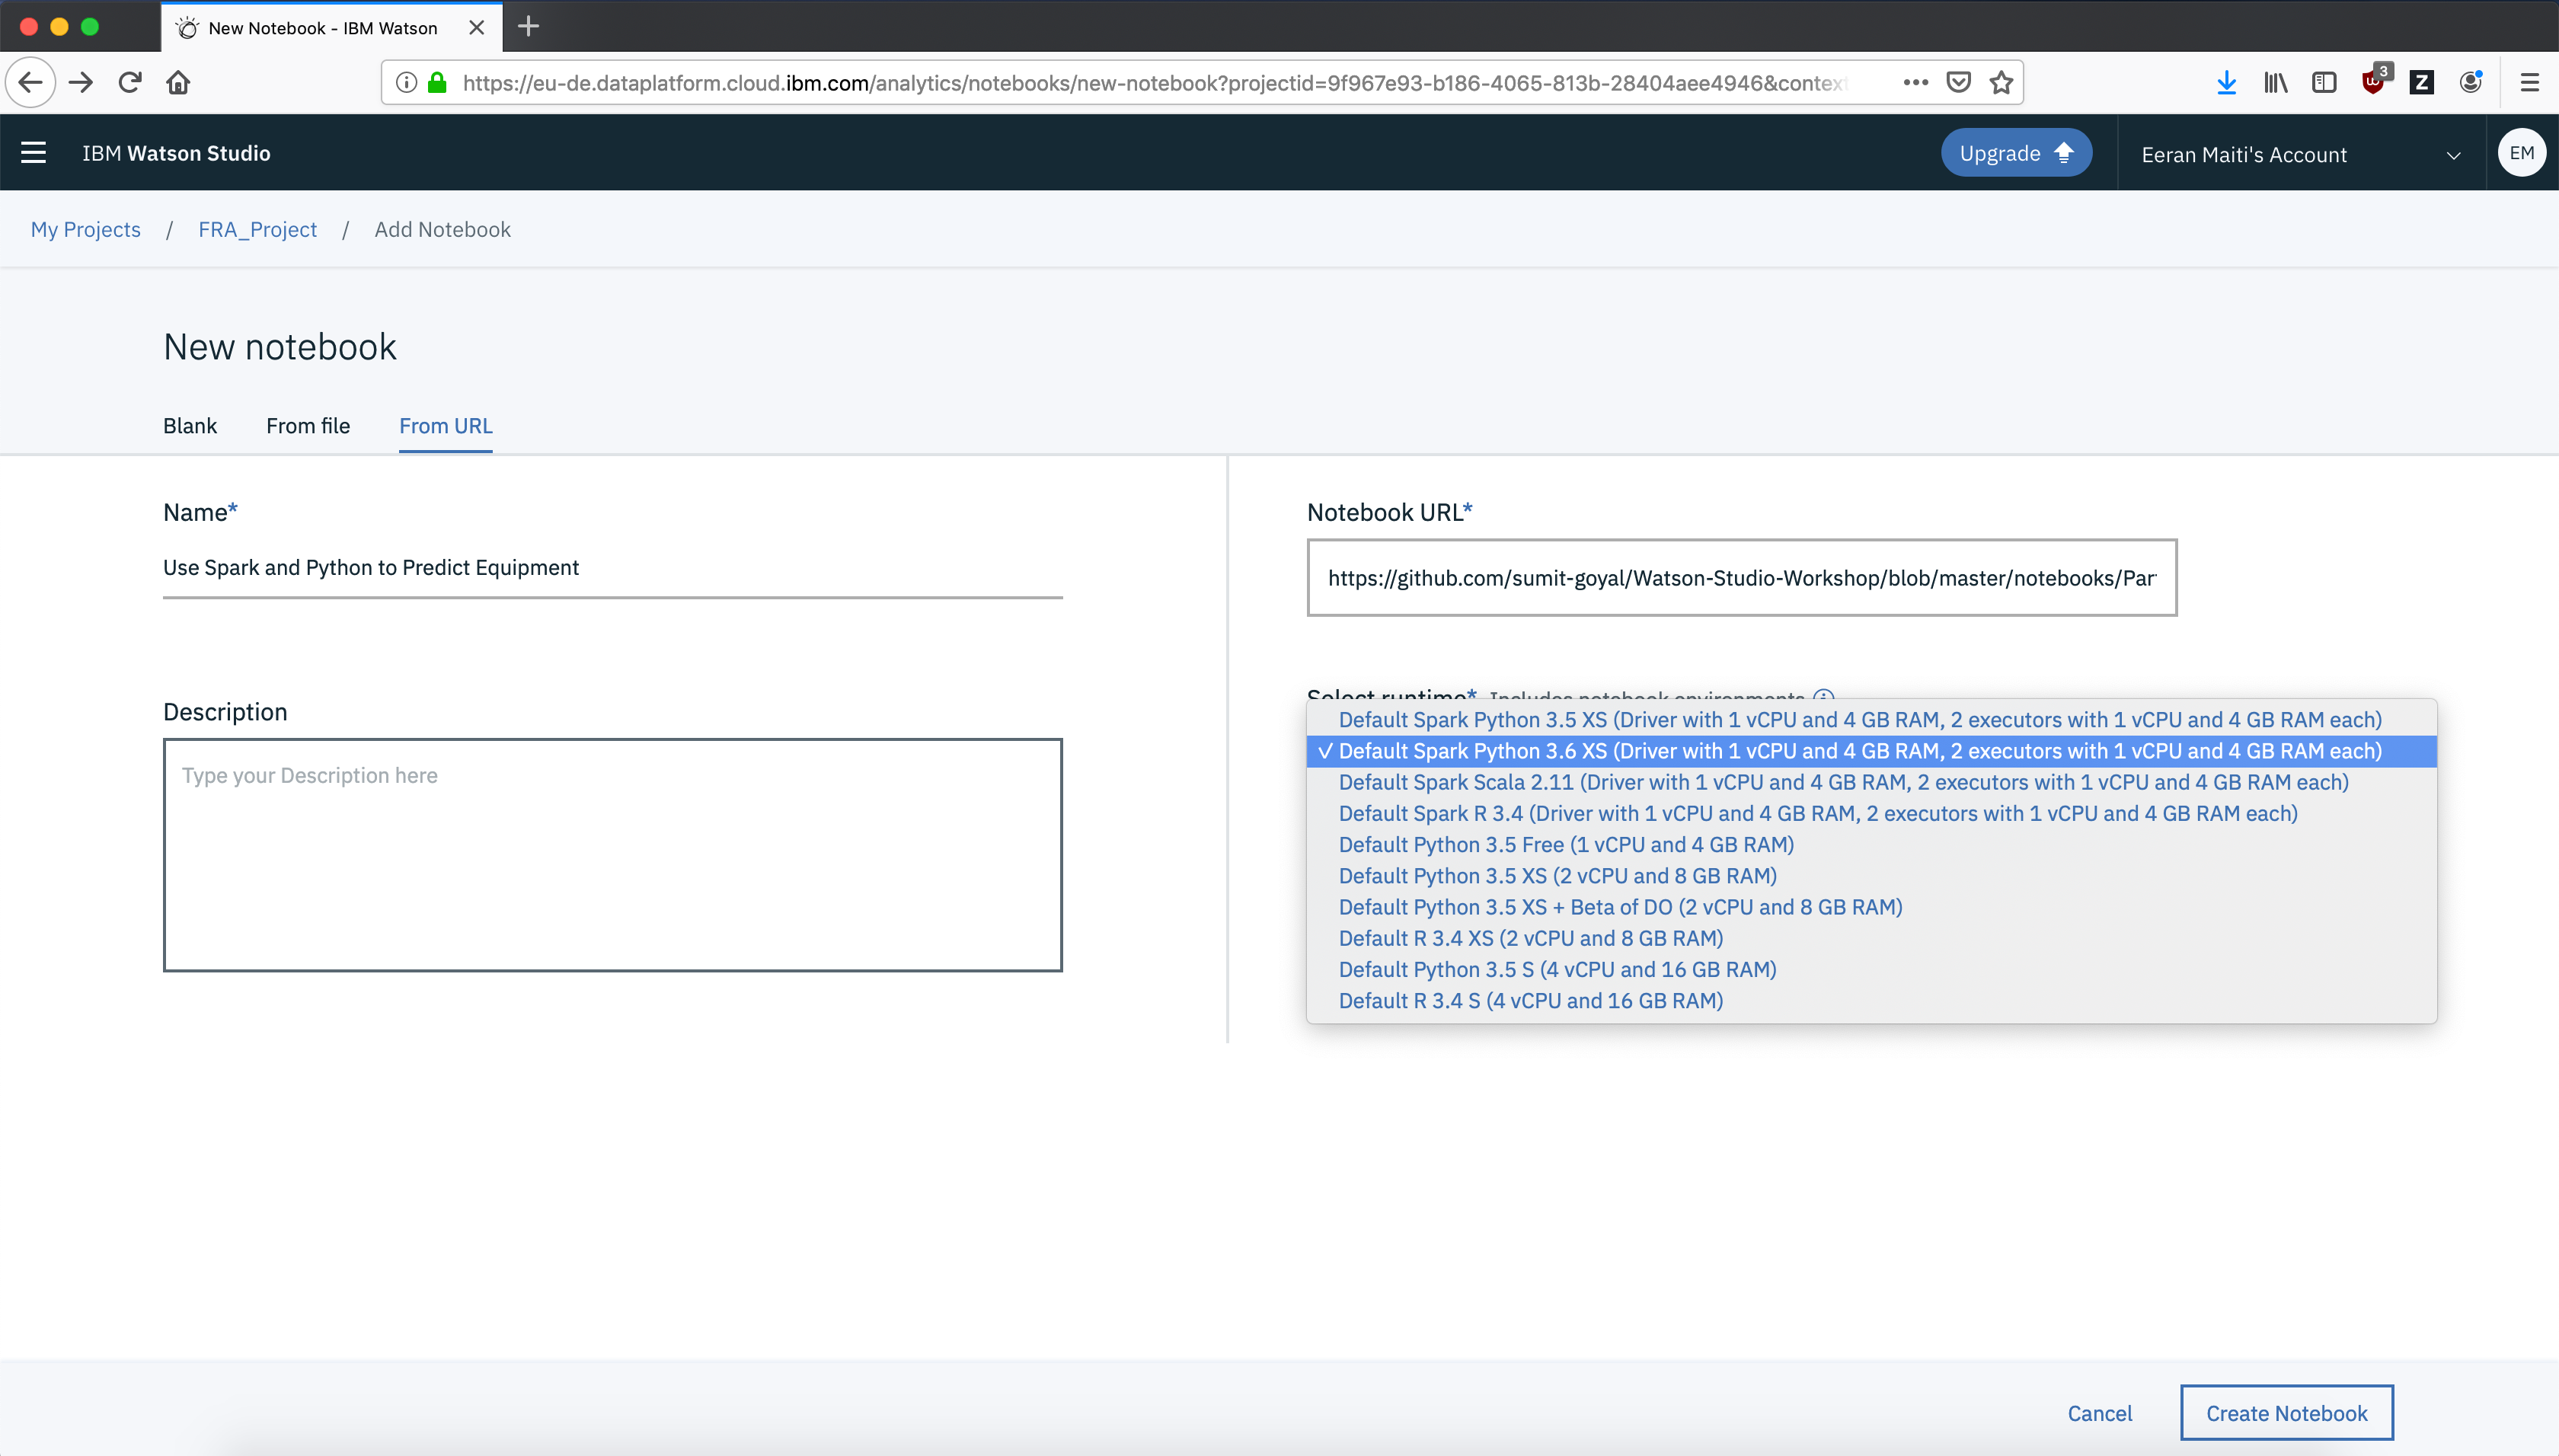 New Notebook - IBM Watson
https://eu-de.dataplatform.cloud.ibm.com/analytics/notebooks/new-notebook?projectid=9f967e93-b186-4065-813b-28404aee4946&context
3
Z
IBM Watson Studio
Upgrade
Eeran Maiti's Account
EM
My Projects / FRA_Project / Add Notebook
New notebook
Blank From file From URL
Name*
Use Spark and Python to Predict Equipment
Description
Type your Description here
Notebook URL*
https://github.com/sumit-goyal/Watson-Studio-Workshop/blob/master/notebooks/Par
Select runtime* Includes notebook environments
Default Spark Python 3.5 XS (Driver with 1 vCPU and 4 GB RAM, 2 executors with 1 vCPU and 4 GB RAM each)
✓ Default Spark Python 3.6 XS (Driver with 1 vCPU and 4 GB RAM, 2 executors with 1 vCPU and 4 GB RAM each)
Default Spark Scala 2.11 (Driver with 1 vCPU and 4 GB RAM, 2 executors with 1 vCPU and 4 GB RAM each)
Default Spark R 3.4 (Driver with 1 vCPU and 4 GB RAM, 2 executors with 1 vCPU and 4 GB RAM each)
Default Python 3.5 Free (1 vCPU and 4 GB RAM)
Default Python 3.5 XS (2 vCPU and 8 GB RAM)
Default Python 3.5 XS + Beta of DO (2 vCPU and 8 GB RAM)
Default R 3.4 XS (2 vCPU and 8 GB RAM)
Default Python 3.5 S (4 vCPU and 16 GB RAM)
Default R 3.4 S (4 vCPU and 16 GB RAM)
Cancel
Create Notebook